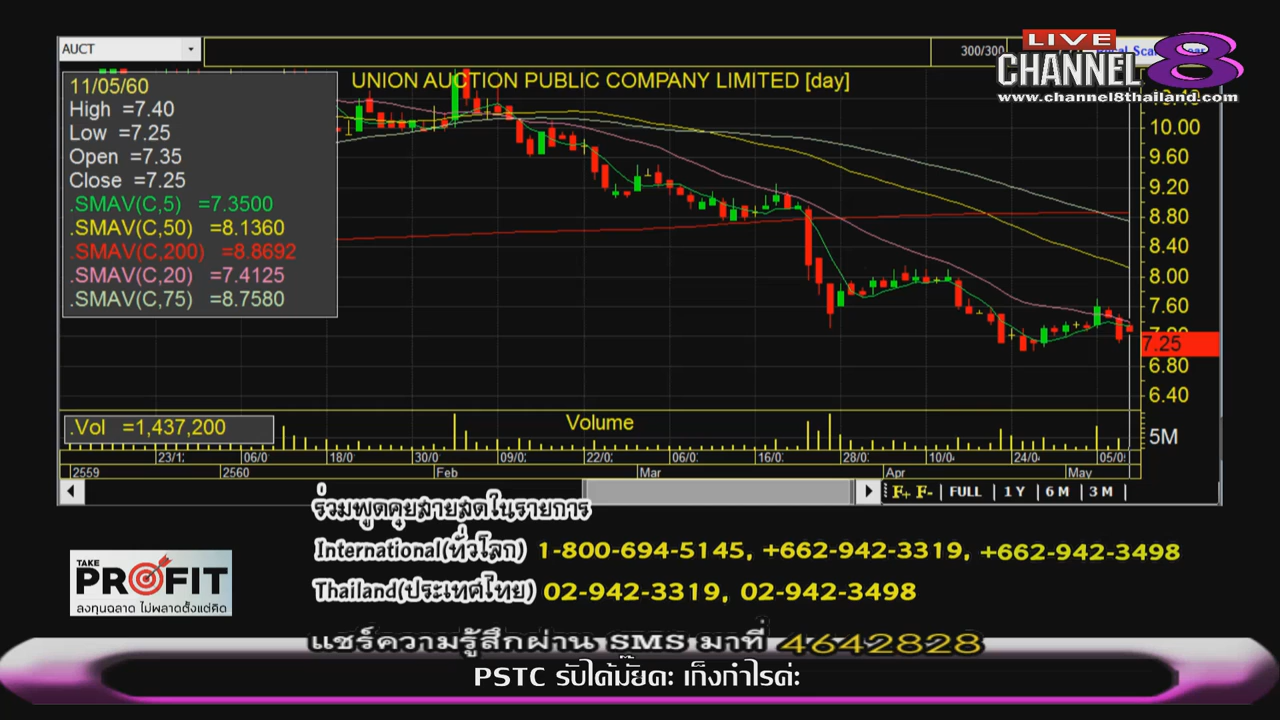 AUCT
300/300
LIVE
CHANNEL 8
www.channel8thailand.com
UNION AUCTION PUBLIC COMPANY LIMITED [day]
11/05/60
High =7.40
Low =7.25
Open =7.35
Close =7.25
.SMAV(C,5) =7.3500
.SMAV(C,50) =8.1360
.SMAV(C,200) =8.8692
.SMAV(C,20) =7.4125
.SMAV(C,75) =8.7580
10.00
9.60
9.20
8.80
8.40
8.00
7.60
7.25
6.80
6.40
.Vol =1,437,200
Volume
5M
23/1: 06/0 18/0 30/0 09/0: 22/0: 06/0: 16/0: 28/0: 10/0 24/0 05/0
2559 2560 Feb Mar Apr May
F+ F- FULL 1 Y 6 M 3 M
0
ร่วมพูดคุยสายสดในรายการ
International(ทั่วโลก) 1-800-694-5145, +662-942-3319, +662-942-3498
Thailand(ประเทศไทย) 02-942-3319, 02-942-3498
TAKE
PROFIT
ลงทุนฉลาด ไม่พลาดตั้งแต่คิด
แชร์ความรู้สึกผ่าน SMS มาที่ 4642828
PSTC รับได้มั๊ยคะ เก็งกำไรค่ะ